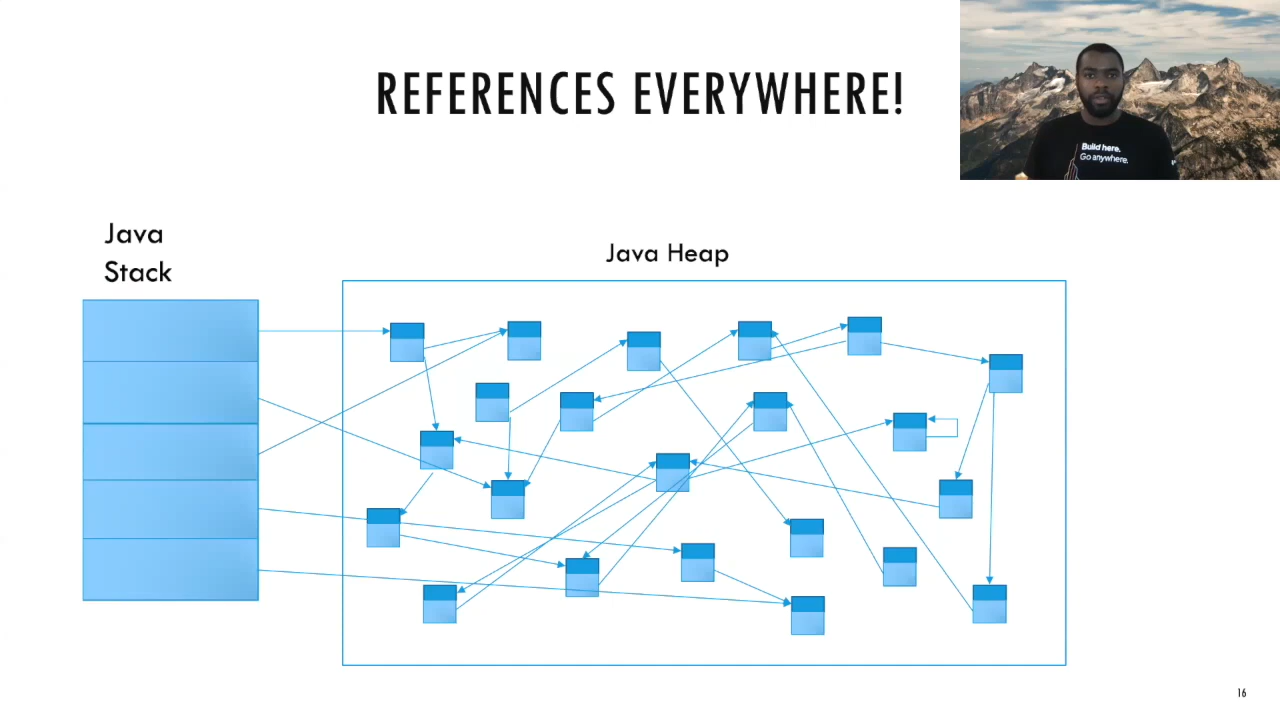 REFERENCES EVERYWHERE!
Build here.
Go anywhere.
Java
Stack
Java Heap
16